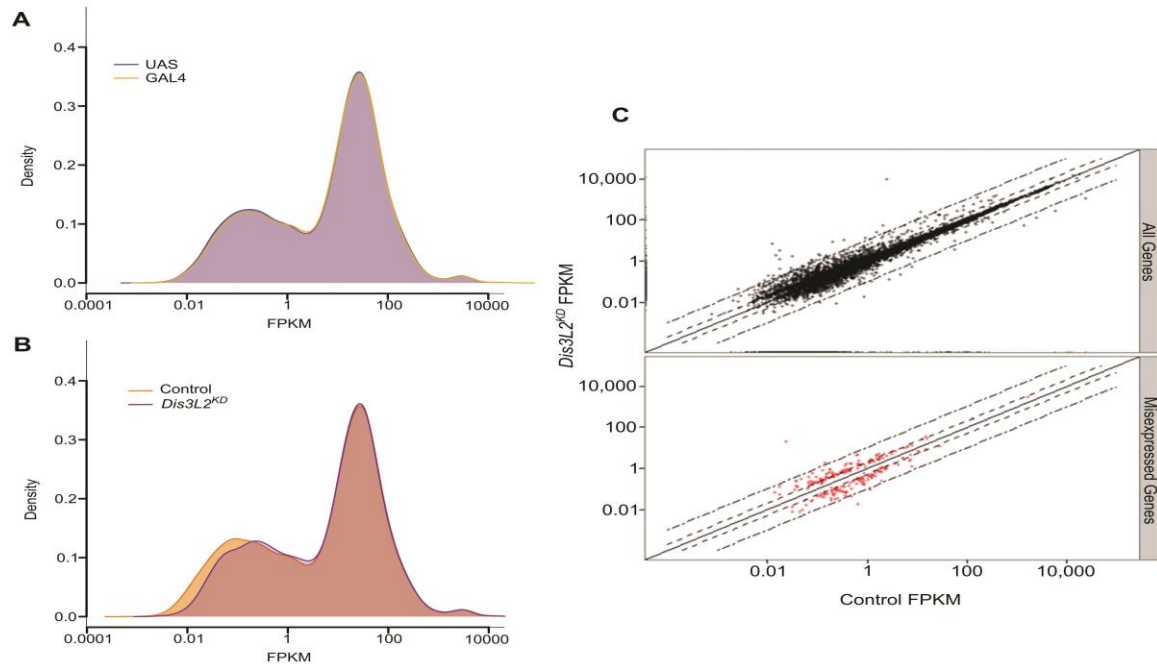 A
0.4
0.3
0.2
0.1
0.0
Density
UAS
GAL4
0.0001
0.01
1
100
10000
FPKM
B
0.4
0.3
0.2
0.1
0.0
Density
Control
Dis3L2^KD
0.0001
0.01
1
100
10000
FPKM
C
Dis3L2^KD FPKM
10,000
100
1
0.01
All Genes
10,000
100
1
0.01
Misexpressed Genes
0.01
1
100
10,000
Control FPKM